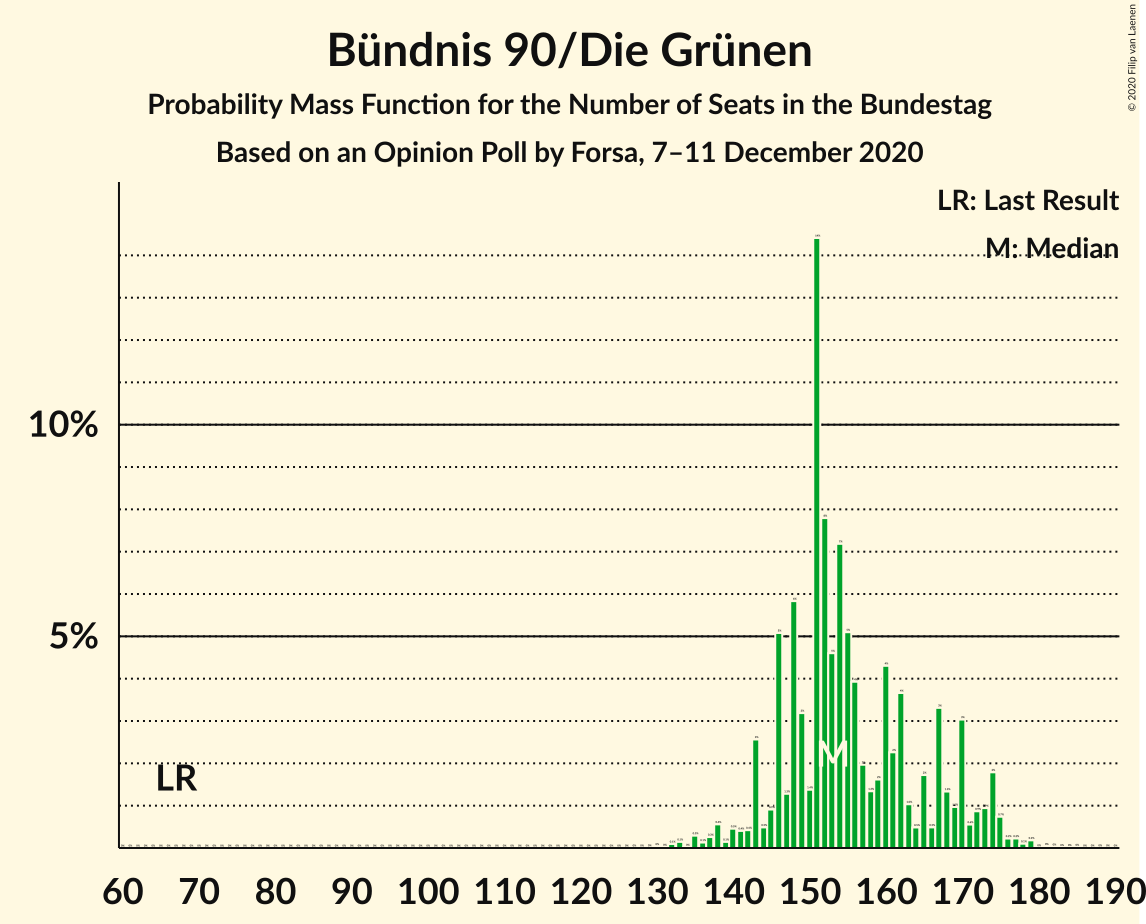 Bündnis 90/Die Grünen
Probability Mass Function for the Number of Seats in the Bundestag
Based on an Opinion Poll by Forsa, 7–11 December 2020
© 2020 Filip van Laenen
LR: Last Result
M: Median
10%
5%
LR
M
60 70 80 90 100 110 120 130 140 150 160 170 180 190